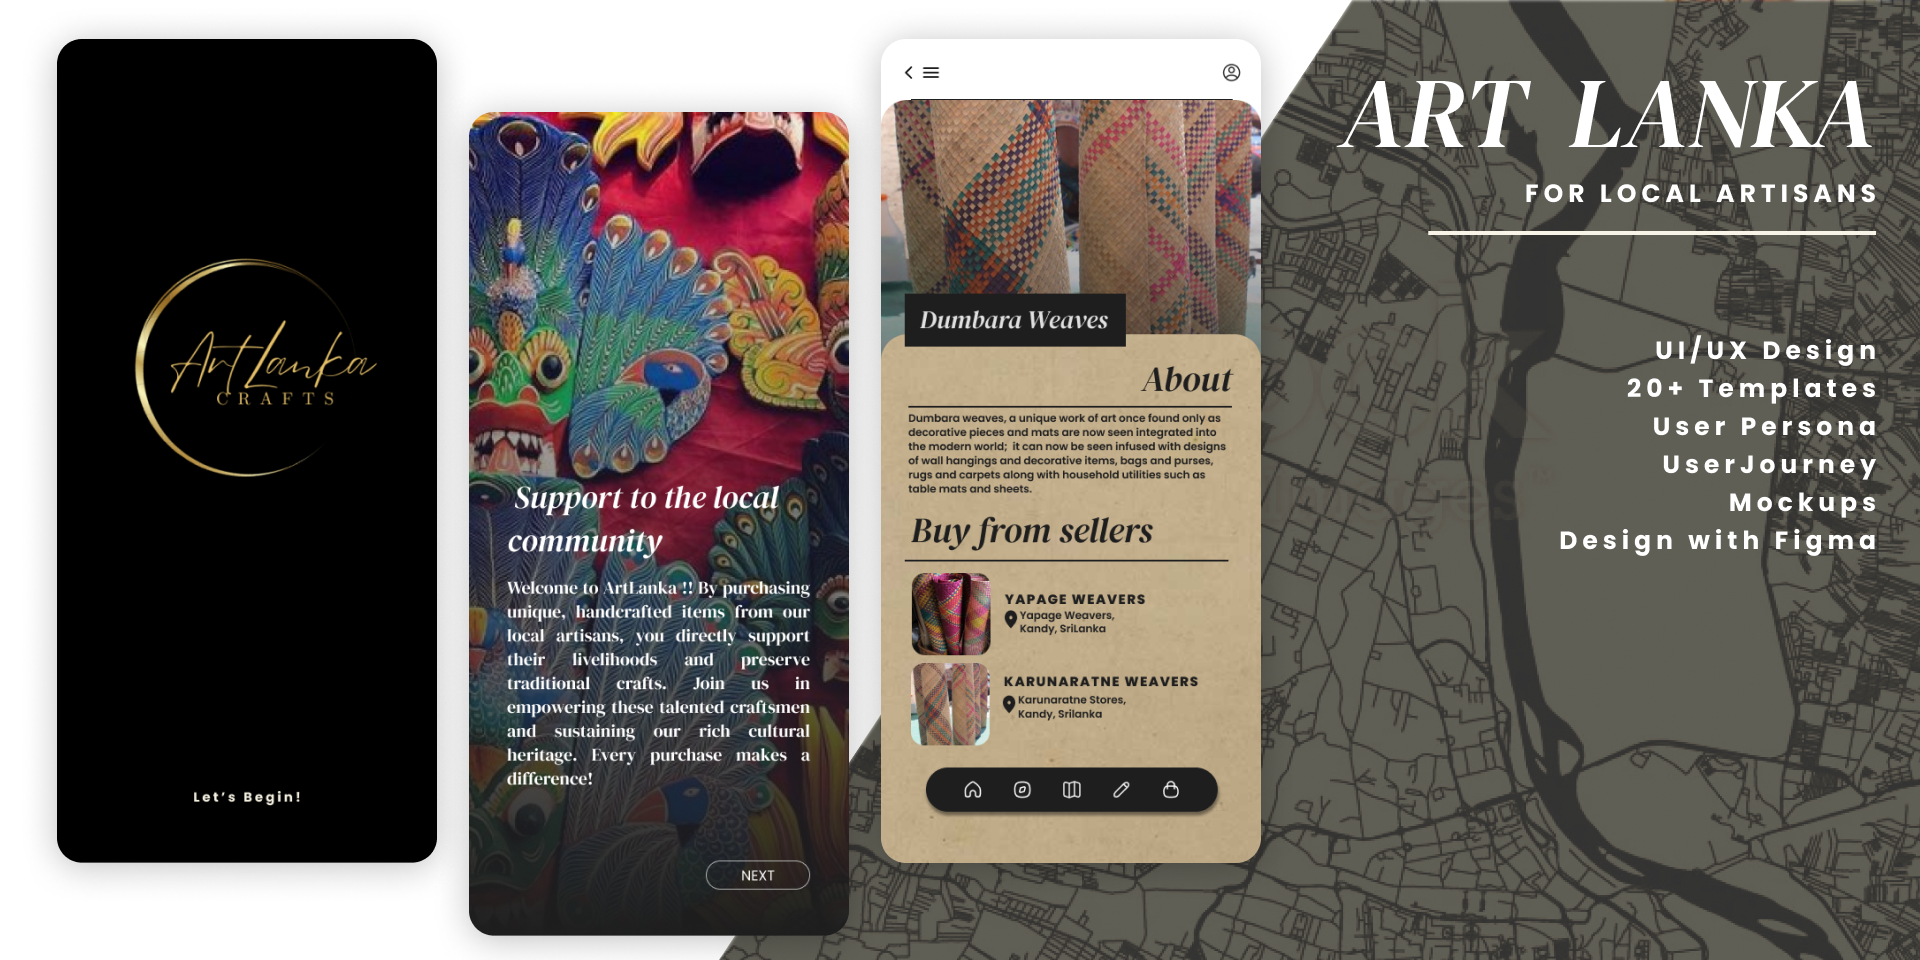 ArtLanka
CRAFTS
Let's Begin!
Support to the local
community
Welcome to ArtLanka !! By purchasing
unique, handcrafted items from our
local artisans, you directly support
their livelihoods and preserve
traditional crafts. Join us in
empowering these talented craftsmen
and sustaining our rich cultural
heritage. Every purchase makes a
difference!
NEXT
Dumbara Weaves
About
Dumbara weaves, a unique work of art once found only as
decorative pieces and mats are now seen integrated into
the modern world; it can now be seen infused with designs
of wall hangings and decorative items, bags and purses,
rugs and carpets along with household utilities such as
table mats and sheets.
Buy from sellers
YAPAGE WEAVERS
Yapage Weavers,
Kandy, SriLanka
KARUNARATNE WEAVERS
Karunaratne Stores,
Kandy, Srilanka
ART LANKA
FOR LOCAL ARTISANS
UI/UX Design
20+ Templates
User Persona
UserJourney
Mockups
Design with Figma